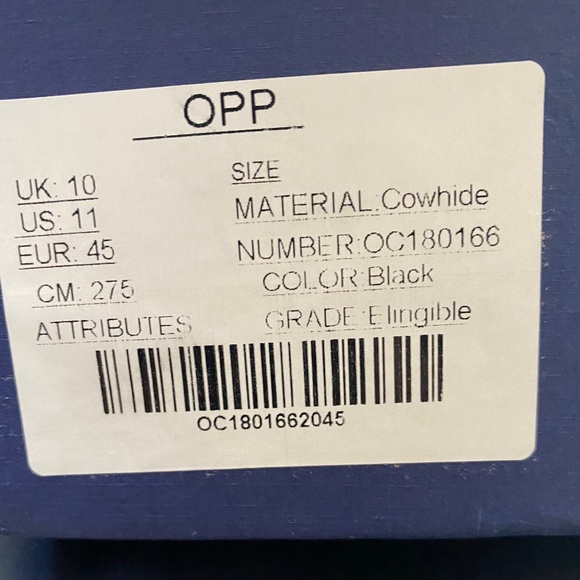 OPP
UK: 10
US: 11
EUR: 45
CM: 275
ATTRIBUTES
SIZE
MATERIAL:Cowhide
NUMBER:OC180166
COLOR:Black
GRADE:Elingible
OC1801662045